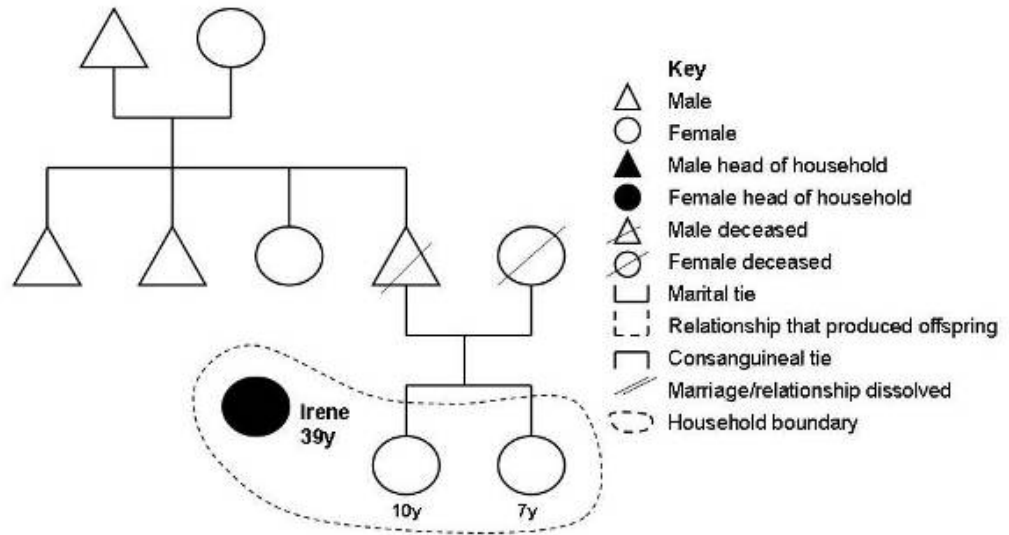 Key
Male
Female
Male head of household
Female head of household
Male deceased
Female deceased
Marital tie
Relationship that produced offspring
Consanguineal tie
Marriage/relationship dissolved
Household boundary
Irene
39y
10y
7y